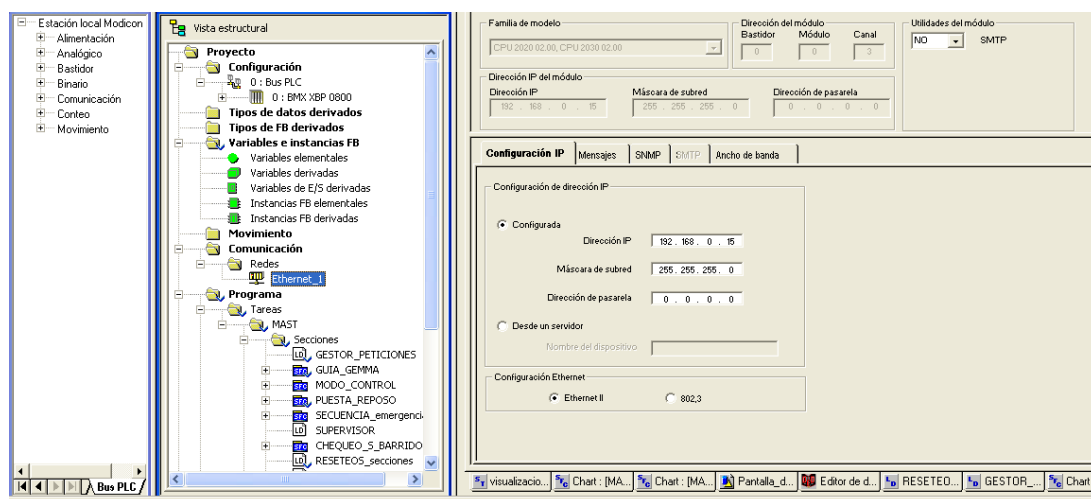 Estación local Modicon
Alimentación
Analógico
Bastidor
Binario
Comunicación
Conteo
Movimiento
Bus PLC
Vista estructural
Proyecto
Configuración
0 : Bus PLC
0 : BMX XBP 0800
Tipos de datos derivados
Tipos de FB derivados
Variables e instancias FB
Variables elementales
Variables derivadas
Variables de E/S derivadas
Instancias FB elementales
Instancias FB derivadas
Movimiento
Comunicación
Redes
Ethernet_1
Programa
Tareas
MAST
Secciones
LD GESTOR_PETICIONES
SFC GUIA_GEMMA
SFC MODO_CONTROL
SFC PUESTA_REPOSO
SFC SECUENCIA_emergenci
LD SUPERVISOR
SFC CHEQUEO_S_BARRIDO
LD RESETEOS_secciones
Familia de modelo
CPU 2020 02.00, CPU 2030 02.00
Dirección del módulo
Bastidor Módulo Canal
0 0 3
Utilidades del módulo
NO SMTP
Dirección IP del módulo
Dirección IP Máscara de subred Dirección de pasarela
192 . 168 . 0 . 15 255 . 255 . 255 . 0 0 . 0 . 0 . 0
Configuración IP Mensajes SNMP SMTP Ancho de banda
Configuración de dirección IP
Configurada
Dirección IP 192 . 168 . 0 . 15
Máscara de subred 255 . 255 . 255 . 0
Dirección de pasarela 0 . 0 . 0 . 0
Desde un servidor
Nombre del dispositivo
Configuración Ethernet
Ethernet II 802,3
visualizacio... Chart : [MA... Chart : [MA... Pantalla_d... Editor de d... RESETEO... GESTOR_... Chart